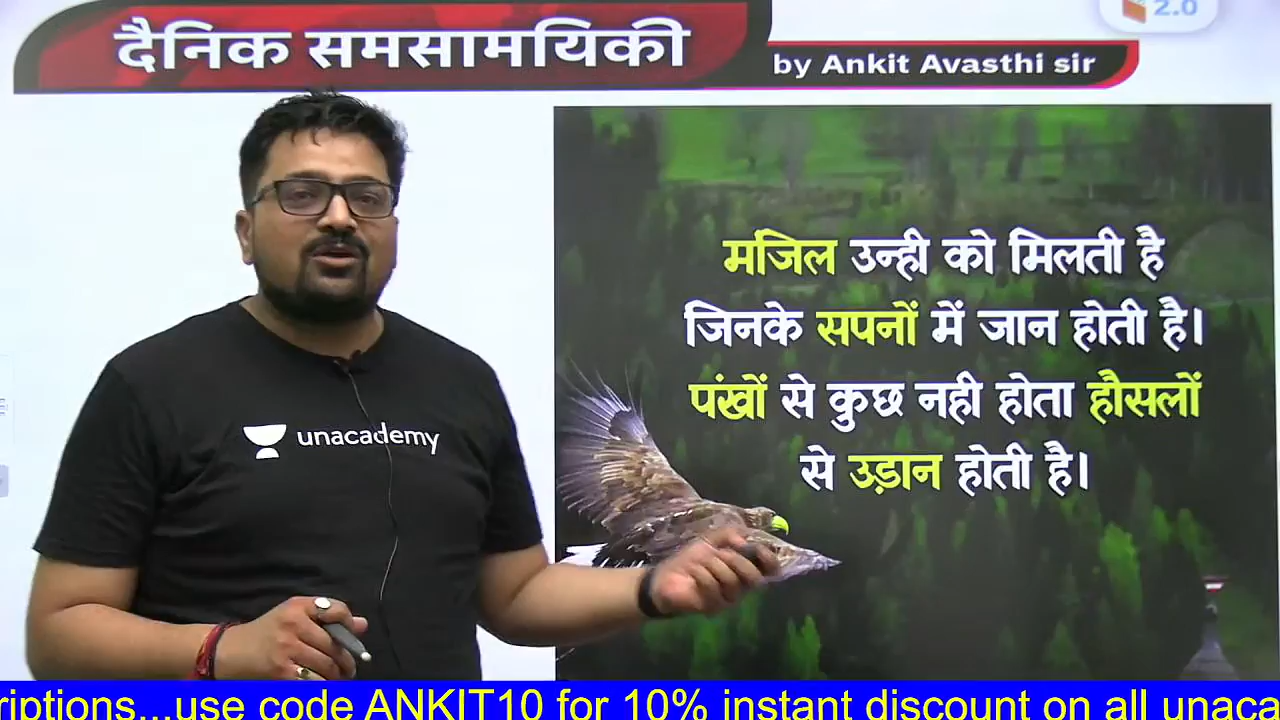 2.0
दैनिक समसामयिकी
by Ankit Avasthi sir
मंजिल उन्ही को मिलती है
जिनके सपनों में जान होती है।
पंखों से कुछ नही होता हौसलों
से उड़ान होती है।
unacademy
riptions...use code ANKIT10 for 10% instant discount on all unaca